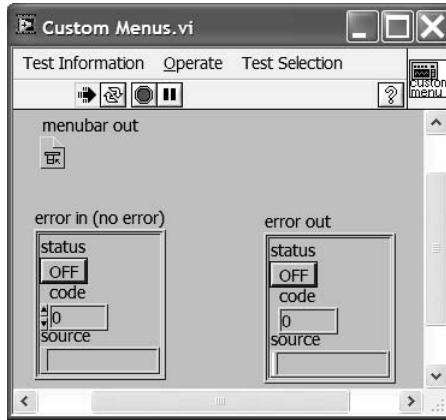 Custom Menus.vi
Test Information Operate Test Selection
custom
menu
menubar out
error in (no error)
status
OFF
code
0
source
error out
status
OFF
code
0
source